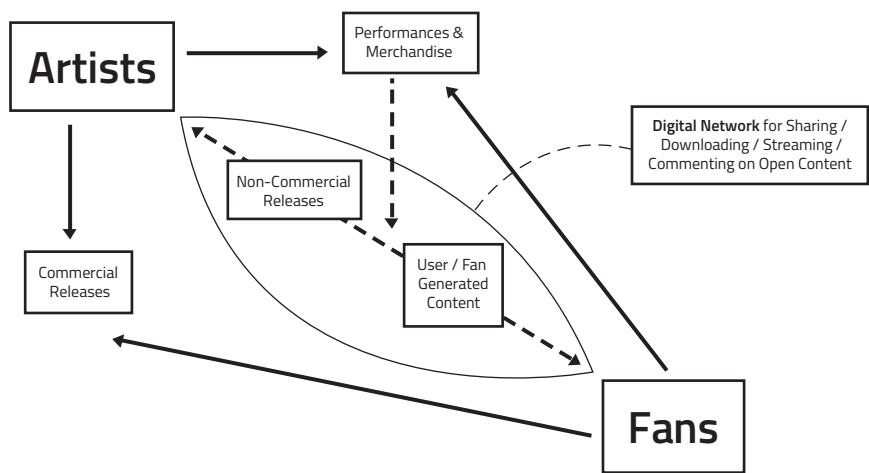 Artists
Performances &
Merchandise
Digital Network for Sharing /
Downloading / Streaming /
Commenting on Open Content
Non-Commercial
Releases
Commercial
Releases
User / Fan
Generated
Content
Fans